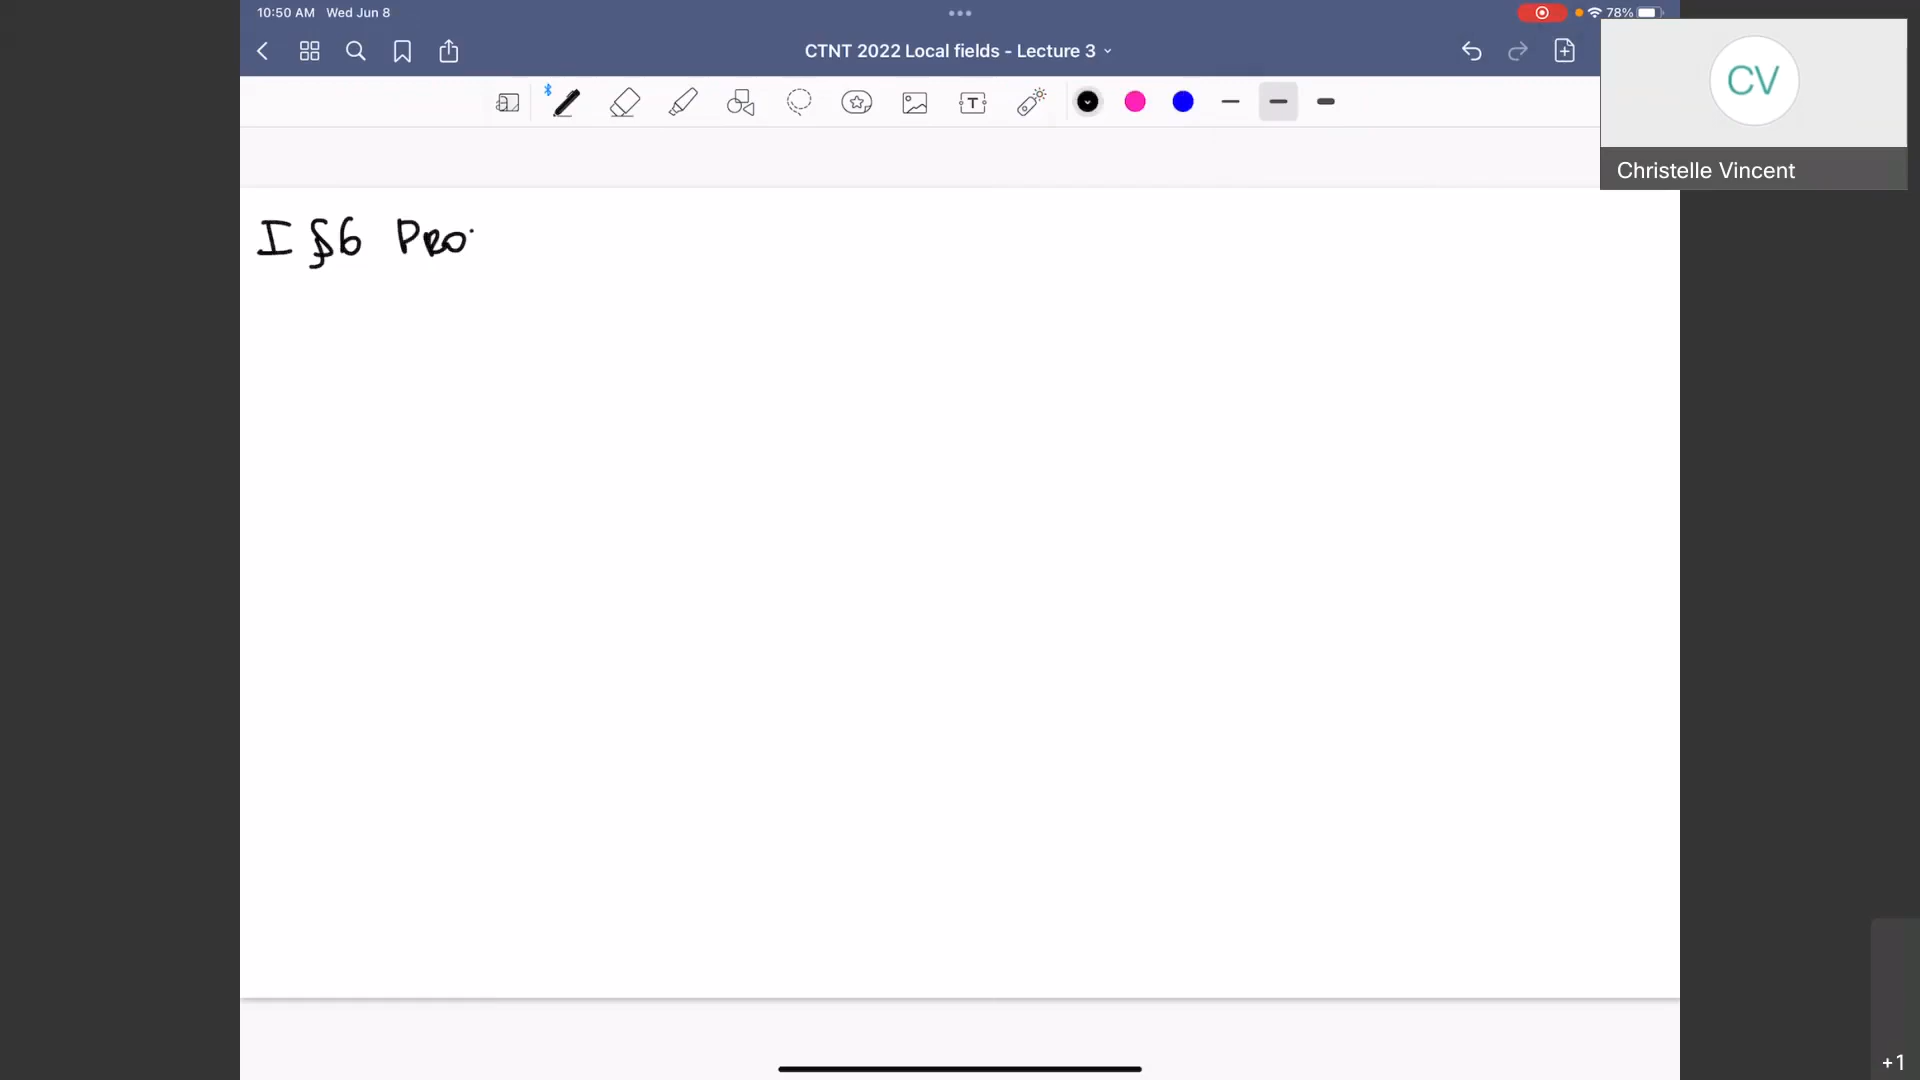 10:50 AM Wed Jun 8
78%
CTNT 2022 Local fields - Lecture 3
T
CV
Christelle Vincent
I §6 PRO
+1